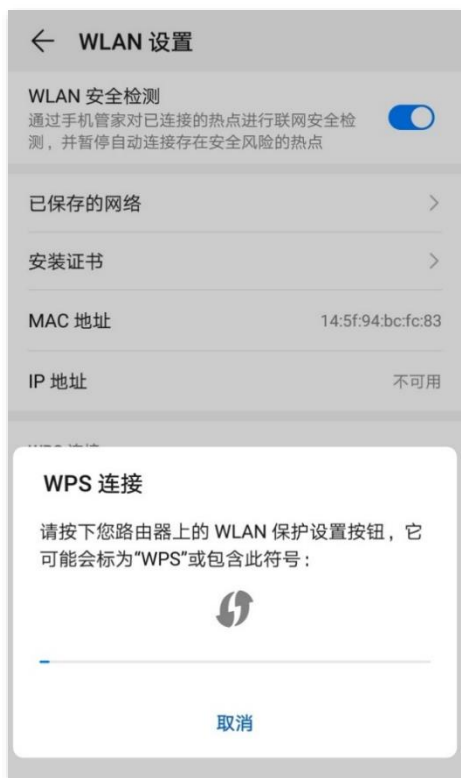 WLAN 设置
WLAN 安全检测
通过手机管家对已连接的热点进行联网安全检
测，并暂停自动连接存在安全风险的热点
已保存的网络
安装证书
MAC 地址 14:5f:94:bc:fc:83
IP 地址 不可用
WPS 连接
请按下您路由器上的 WLAN 保护设置按钮，它
可能会标为“WPS”或包含此符号：
取消